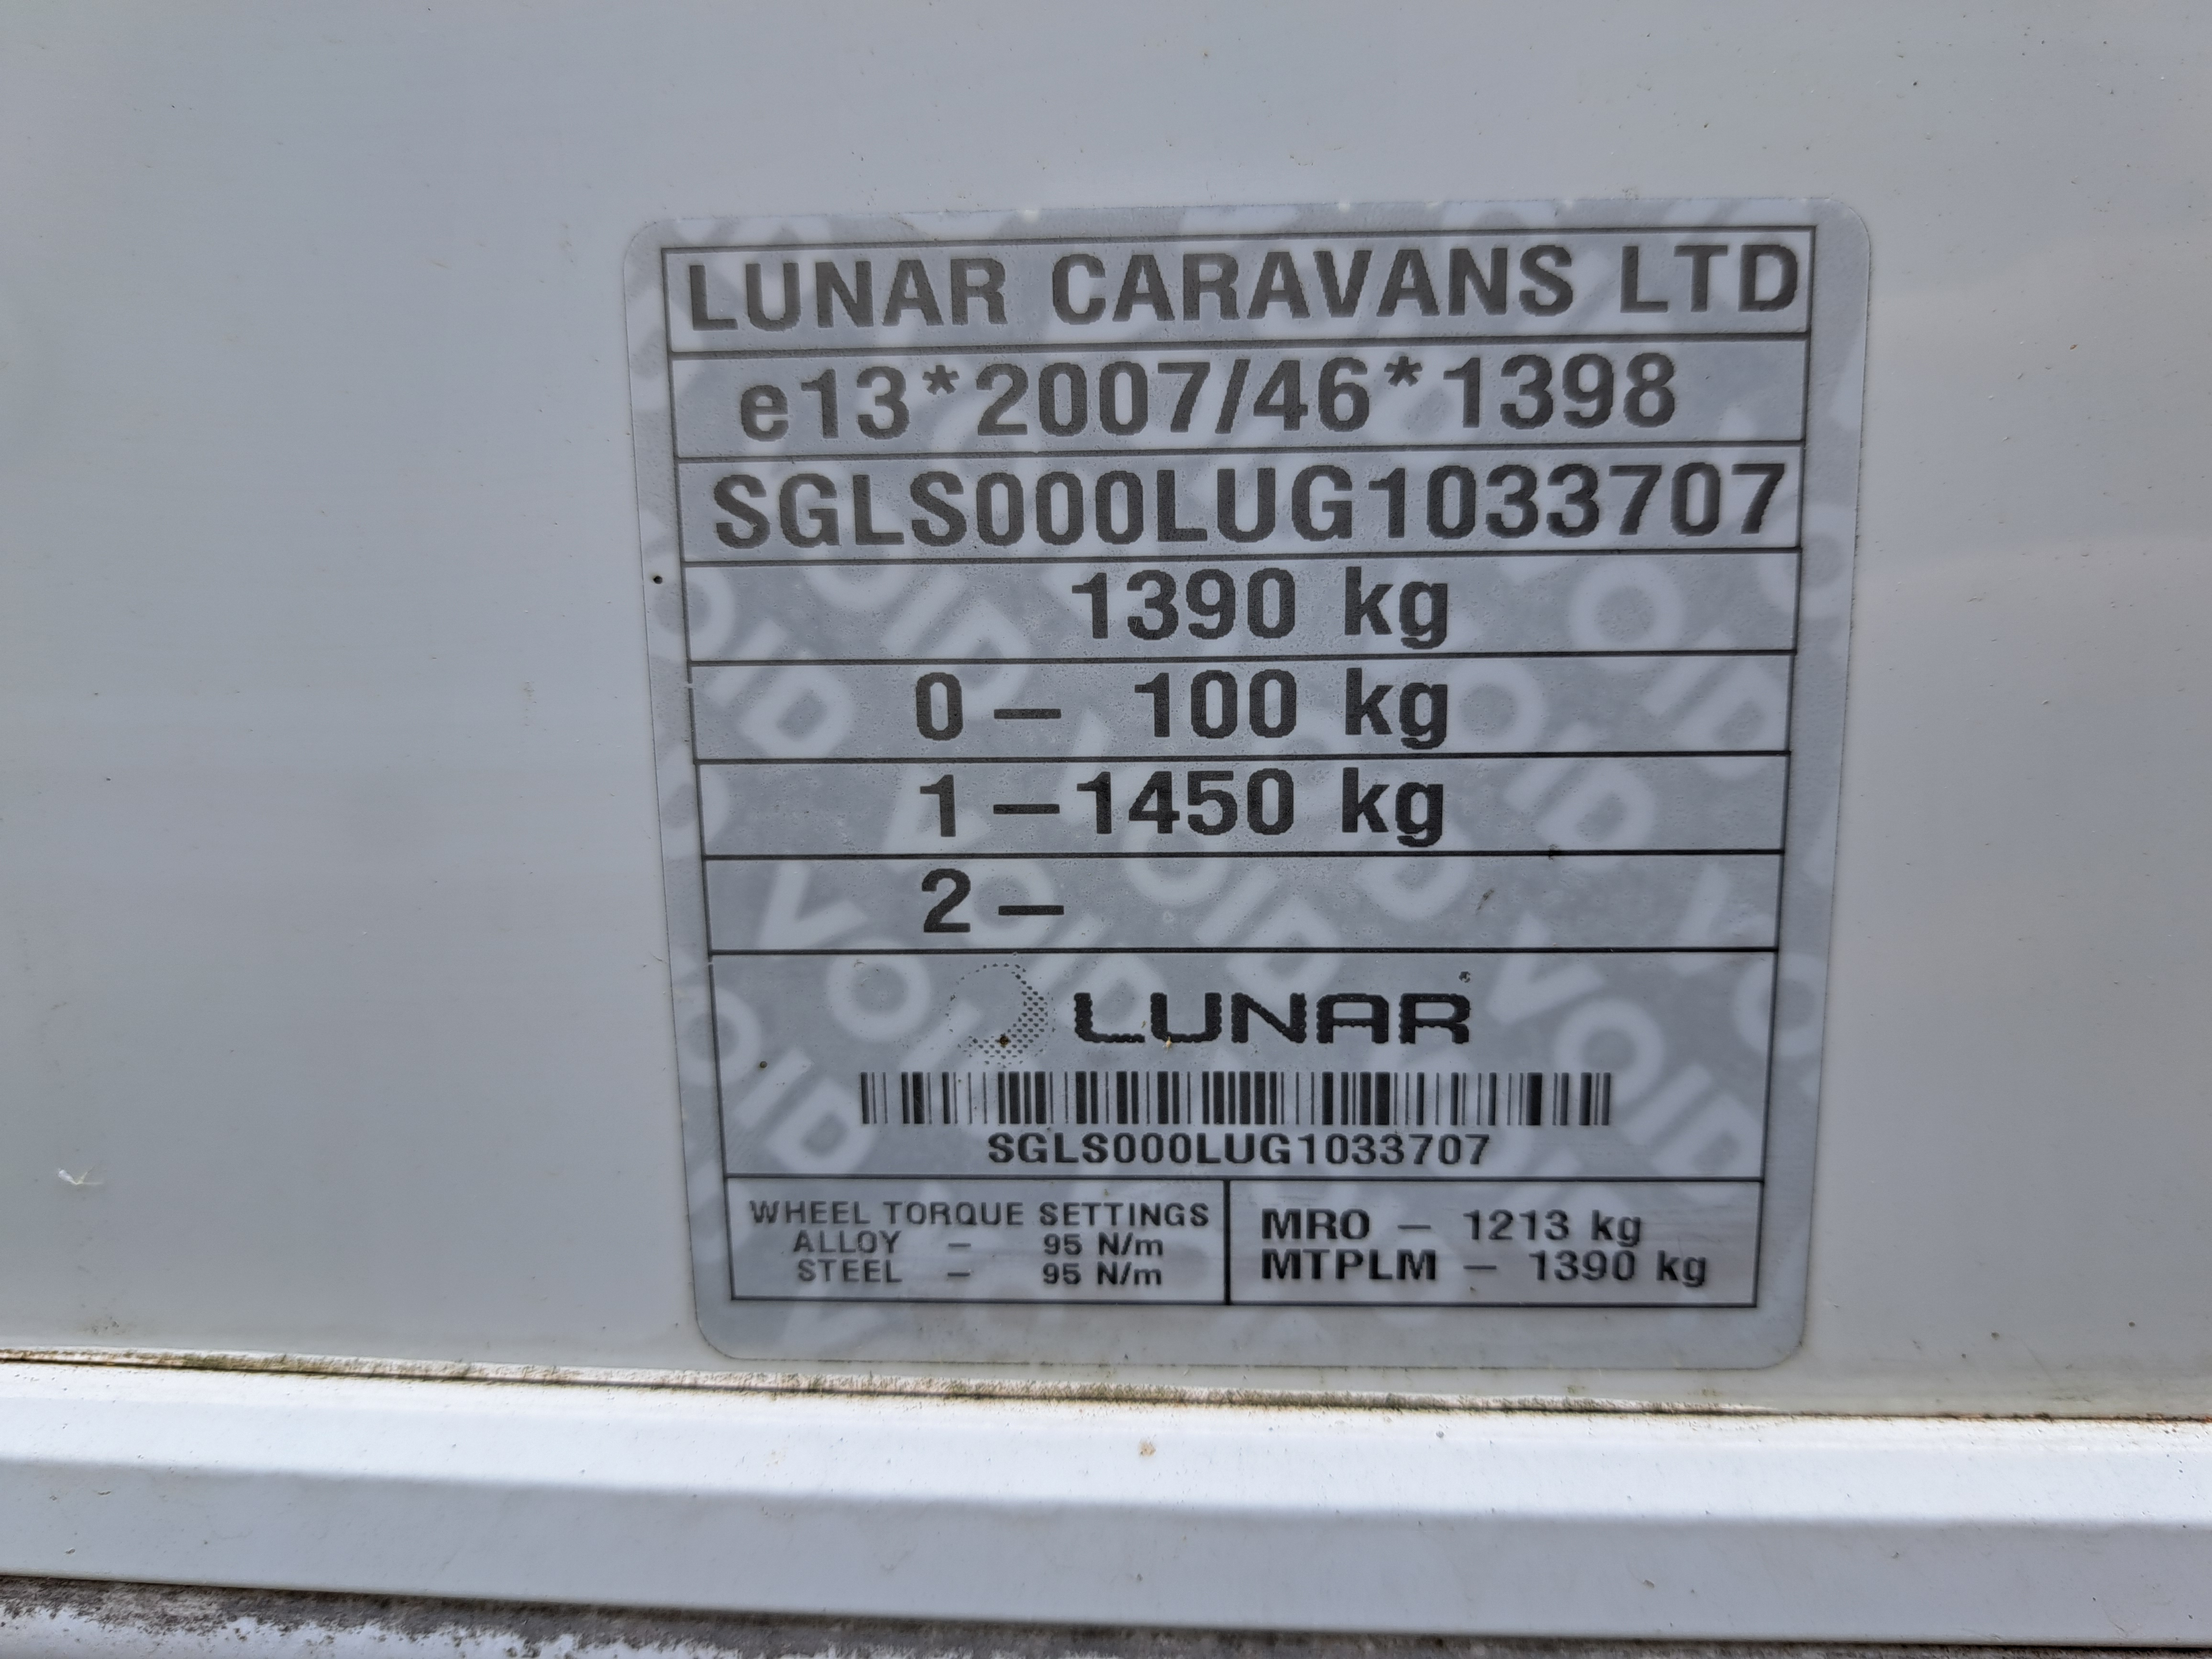 LUNAR CARAVANS LTD
e13*2007/46*1398
SGLS000LUG1033707
1390 kg
0 – 100 kg
1 – 1450 kg
2 –
LUNAR
SGLS000LUG1033707
WHEEL TORQUE SETTINGS
ALLOY – 95 N/m
STEEL – 95 N/m
MRO – 1213 kg
MTPLM – 1390 kg